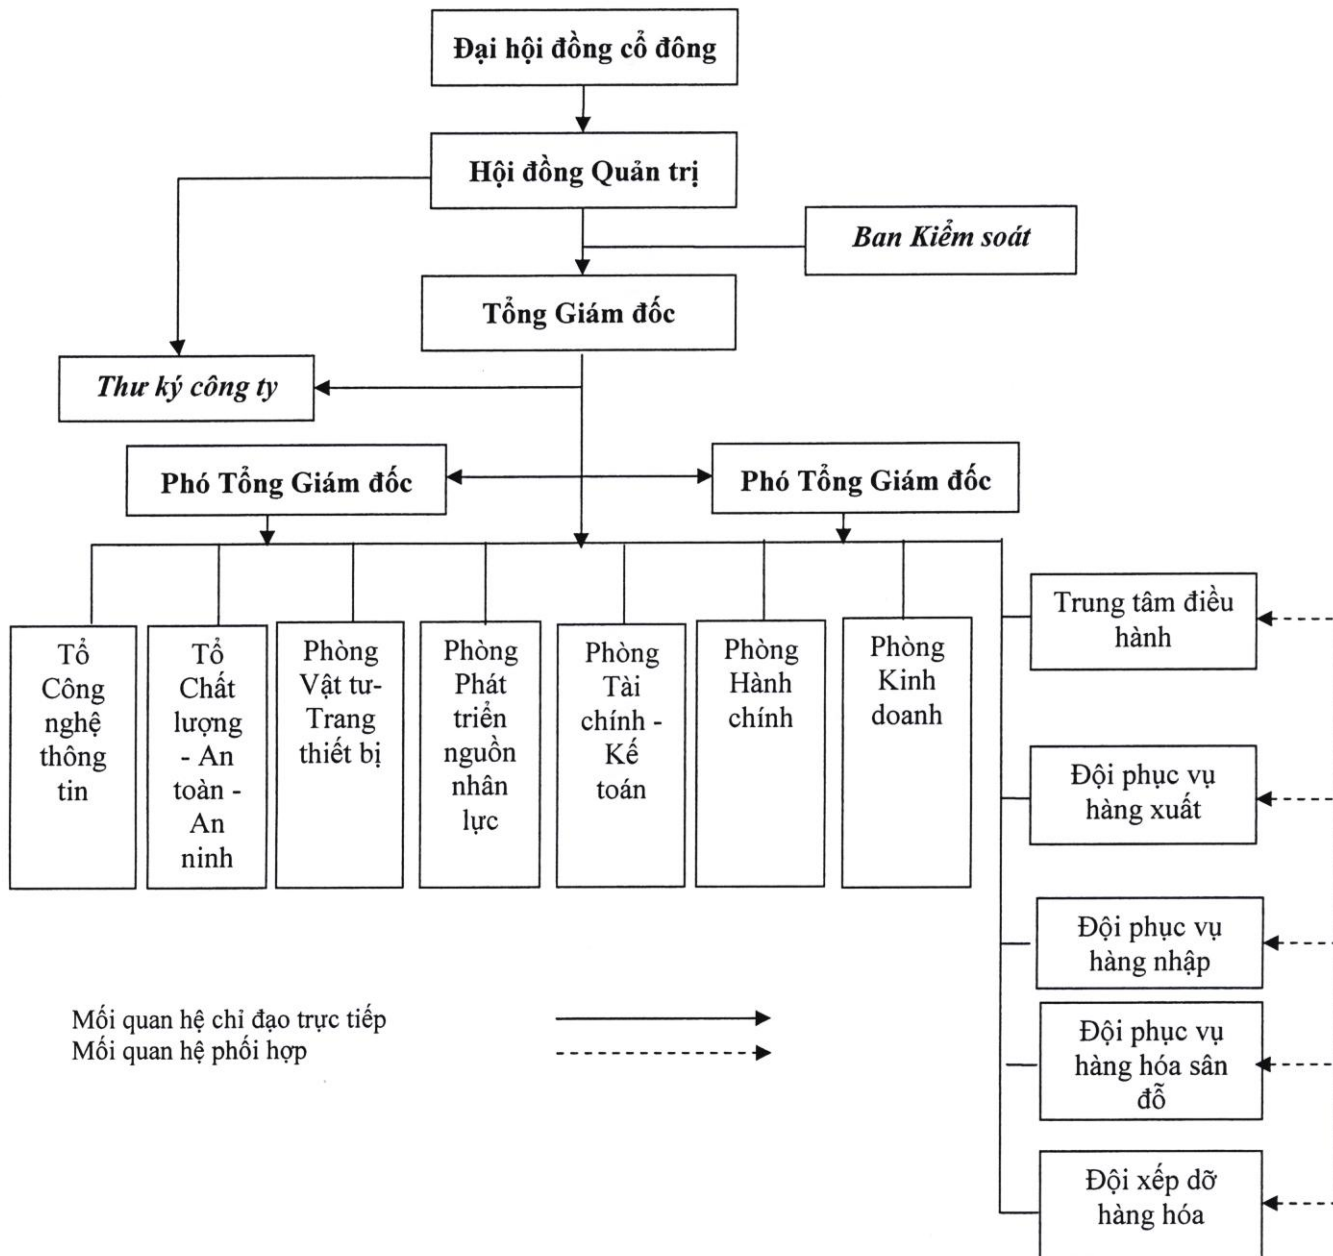 Đại hội đồng cổ đông
Hội đồng Quản trị
Ban Kiểm soát
Tổng Giám đốc
Thư ký công ty
Phó Tổng Giám đốc
Phó Tổng Giám đốc
Tổ
Công
nghệ
thông
tin
Tổ
Chất
lượng
- An
toàn -
An
ninh
Phòng
Vật tư-
Trang
thiết bị
Phòng
Phát
triển
nguồn
nhân
lực
Phòng
Tài
chính -
Kế
toán
Phòng
Hành
chính
Phòng
Kinh
doanh
Trung tâm điều
hành
Đội phục vụ
hàng xuất
Đội phục vụ
hàng nhập
Đội phục vụ
hàng hóa sân
đỗ
Đội xếp dỡ
hàng hóa
Mối quan hệ chỉ đạo trực tiếp
Mối quan hệ phối hợp